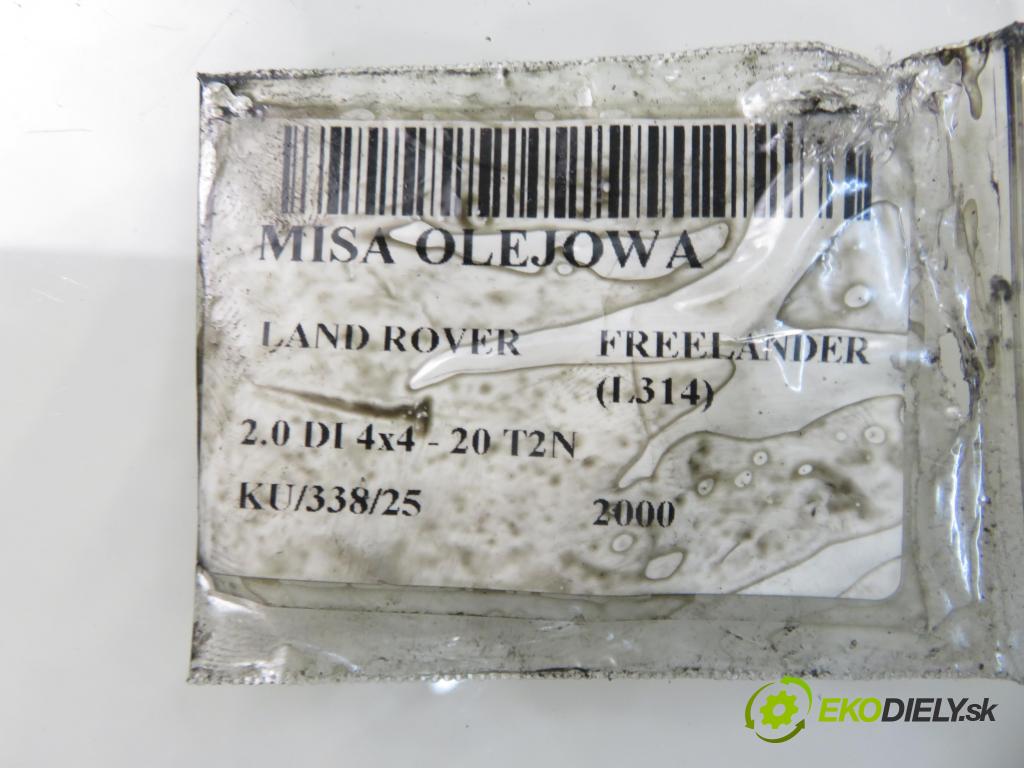 MISA OLEJOWA
LAND ROVER FREELANDER
(L314)
2.0 DI 4x4 - 20 T2N
KU/338/25 2000
EKODIELY.sk